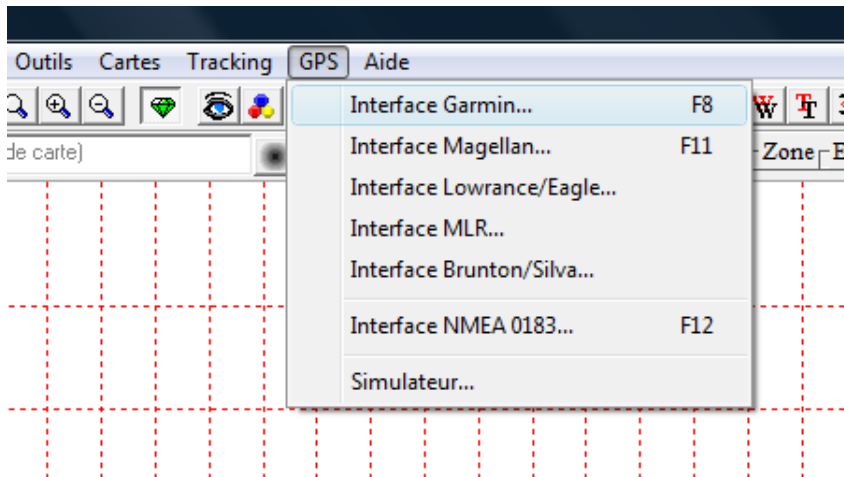 Outils Cartes Tracking GPS Aide
Interface Garmin... F8
de carte)
Interface Magellan... F11
Zone
Interface Lowrance/Eagle...
Interface MLR...
Interface Brunton/Silva...
Interface NMEA 0183... F12
Simulateur...